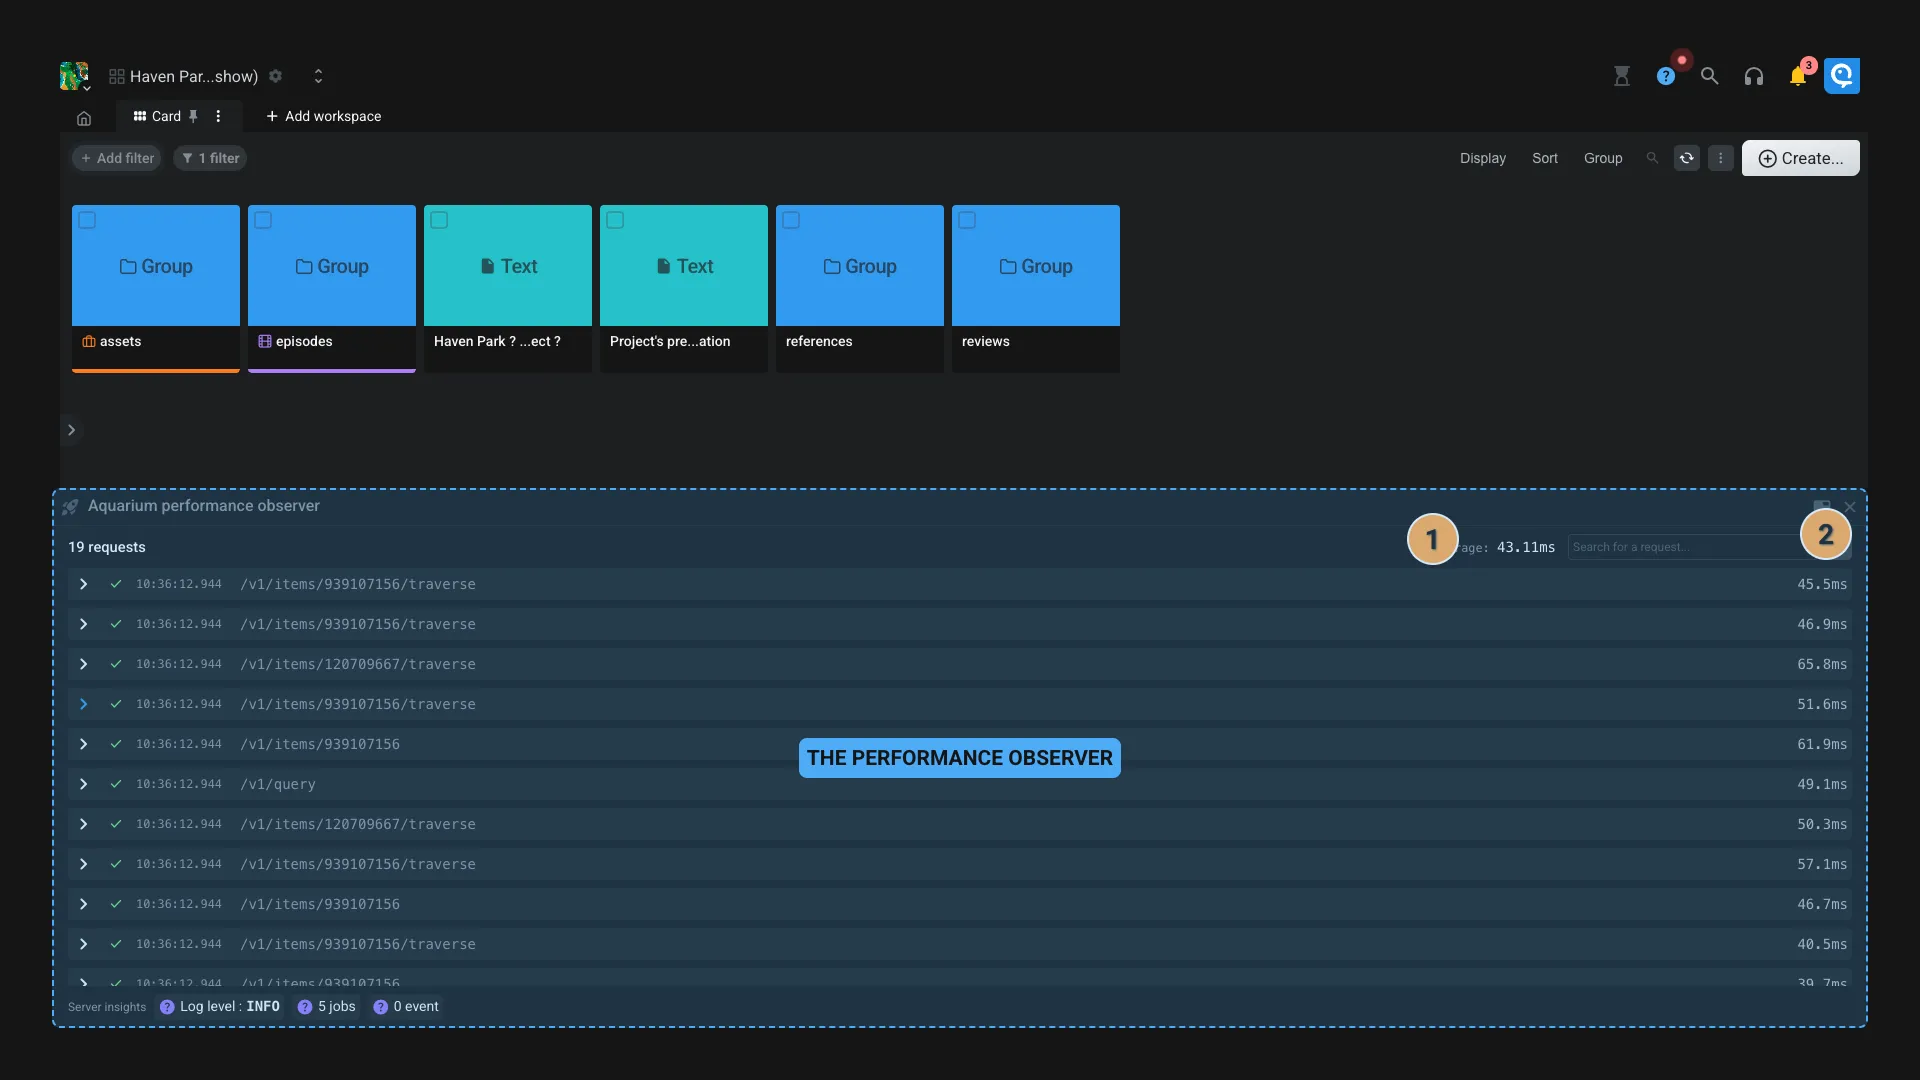 Haven Par...show)
3
Card
Add workspace
Add filter
1 filter
Display
Sort
Group
Create...
Group
Group
Text
Text
Group
Group
assets
episodes
Haven Park ? ...ect ?
Project's pre...ation
references
reviews
Aquarium performance observer
19 requests
1
rage: 43.11ms
Search for a request...
2
10:36:12.944 /v1/items/939107156/traverse 45.5ms
10:36:12.944 /v1/items/939107156/traverse 46.9ms
10:36:12.944 /v1/items/120709667/traverse 65.8ms
10:36:12.944 /v1/items/939107156/traverse 51.6ms
10:36:12.944 /v1/items/939107156 61.9ms
THE PERFORMANCE OBSERVER
10:36:12.944 /v1/query 49.1ms
10:36:12.944 /v1/items/120709667/traverse 50.3ms
10:36:12.944 /v1/items/939107156/traverse 57.1ms
10:36:12.944 /v1/items/939107156 46.7ms
10:36:12.944 /v1/items/939107156/traverse 40.5ms
10:36:12.944 /v1/items/939107156 39.7ms
Server insights ? Log level : INFO ? 5 jobs ? 0 event